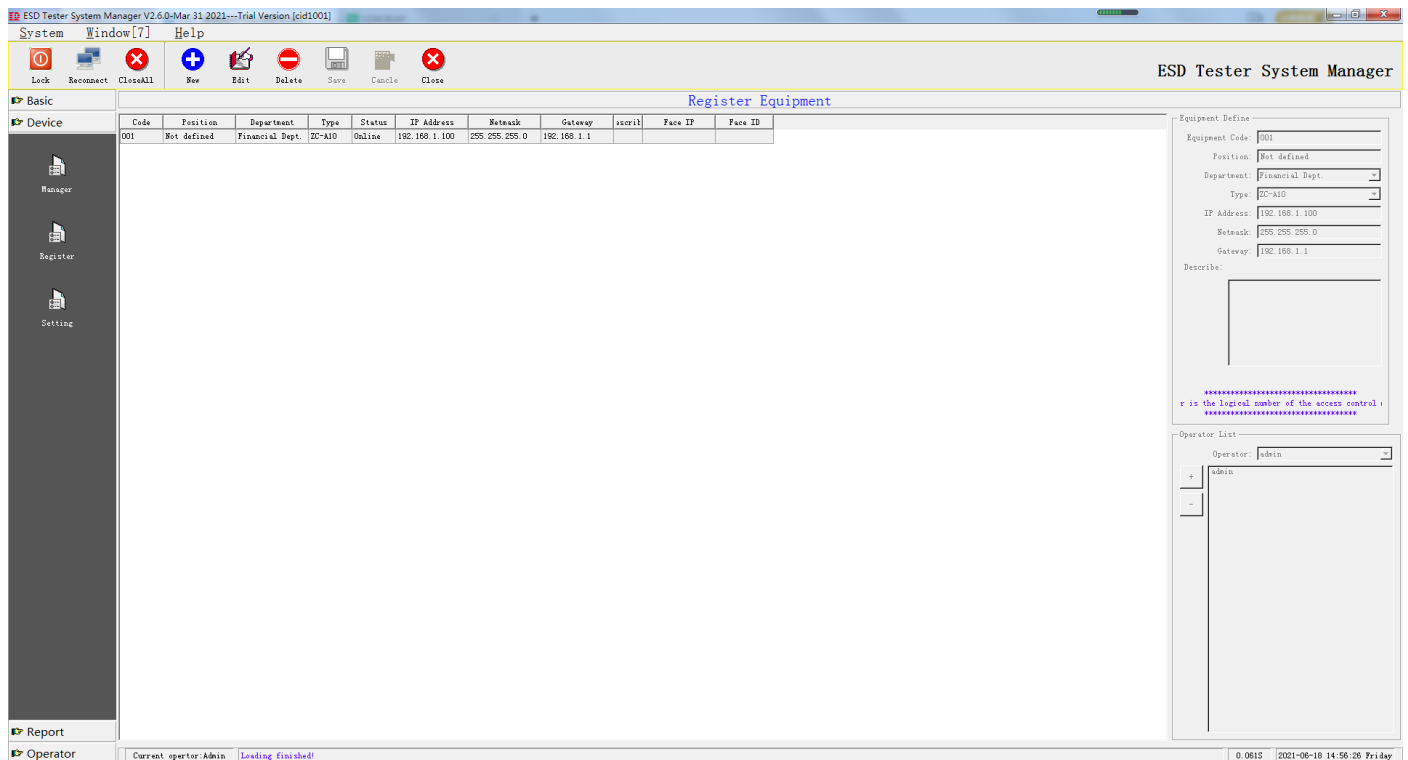 ESD Tester System Manager V2.6.0-Mar 31 2021---Trial Version [cid1001]
System Window[7] Help
Lock Reconnect CloseAll New Edit Delete Save Cancle Close
ESD Tester System Manager
Basic
Register Equipment
Device
Manager
Register
Setting
Code Position Department Type Status IP Address Netmask Gateway scrib Face IP Face ID
001 Not defined Financial Dept. ZC-A10 Online 192.168.1.100 255.255.255.0 192.168.1.1
Equipment Define
Equipment Code: 001
Position: Not defined
Department: Financial Dept.
Type: ZC-A10
IP Address: 192.168.1.100
Netmask: 255.255.255.0
Gateway: 192.168.1.1
Describe:
***********************************
r is the logical number of the access control
***********************************
Operator List
Operator: admin
+
admin
-
Report
Operator
Current opertor:Admin Loading finished! 0.061S 2021-06-18 14:56:26 Friday